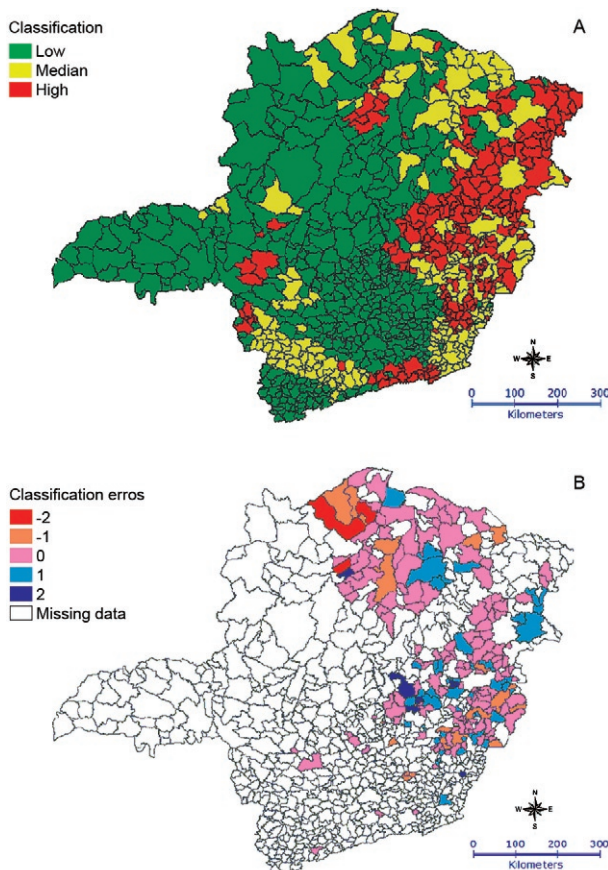 Classification
Low
Median
High
A
N
W E
S
0 100 200 300
Kilometers
Classification erros
-2
-1
0
1
2
Missing data
B
N
W E
S
0 100 200 300
Kilometers